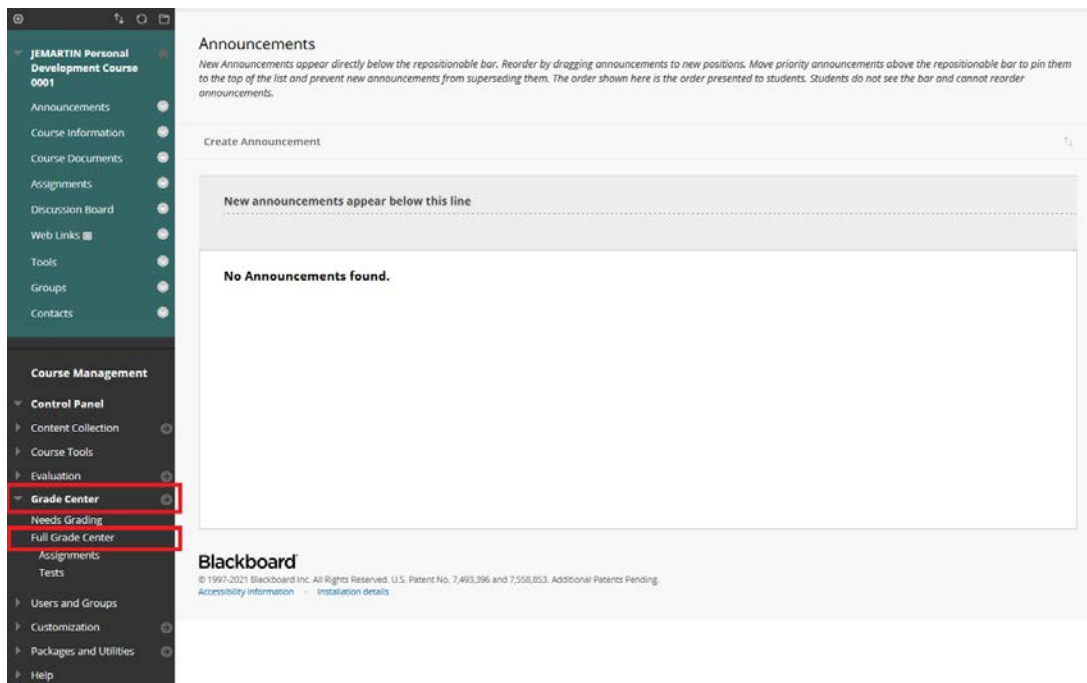 JEMARTIN Personal
Development Course
0001
Announcements
Course Information
Course Documents
Assignments
Discussion Board
Web Links
Tools
Groups
Contacts
Course Management
Control Panel
Content Collection
Course Tools
Evaluation
Grade Center
Needs Grading
Full Grade Center
Assignments
Tests
Users and Groups
Customization
Packages and Utilities
Help
Announcements
New Announcements appear directly below the repositionable bar. Reorder by dragging announcements to new positions. Move priority announcements above the repositionable bar to pin them
to the top of the list and prevent new announcements from superseding them. The order shown here is the order presented to students. Students do not see the bar and cannot reorder
announcements.
Create Announcement
New announcements appear below this line
No Announcements found.
Blackboard
© 1997-2021 Blackboard Inc. All Rights Reserved. U.S. Patent No. 7,493,396 and 7,558,853. Additional Patents Pending.
Accessibility information · Installation details